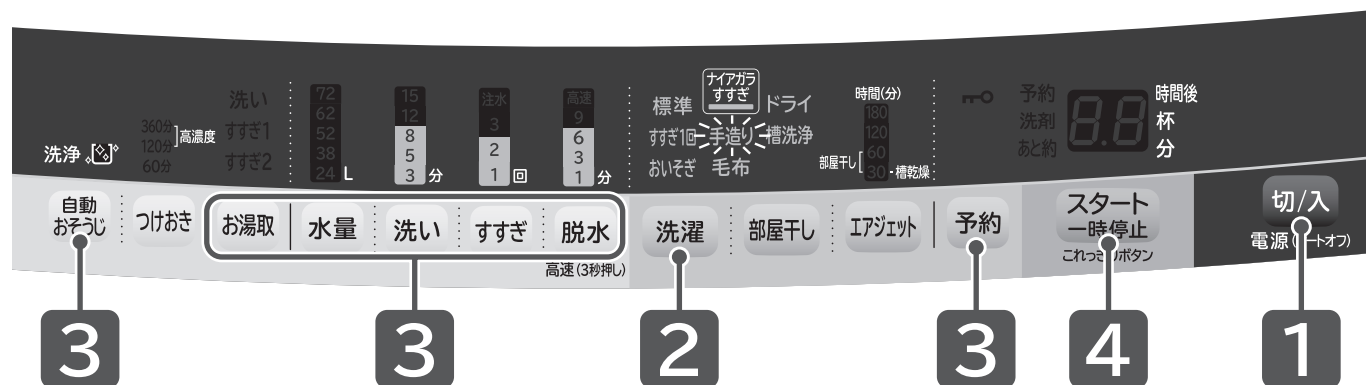 洗浄
360分
120分
60分
高濃度
洗い
すすぎ1
すすぎ2
72
62
52
38
24 L
15
12
8
5
3 分
注水
3
2
1 回
高速
9
6
3
1 分
標準
ナイアガラ
すすぎ
ドライ
すすぎ1回
手造り
槽洗浄
おいそぎ
毛布
時間(分)
180
120
60
30
部屋干し
槽乾燥
予約
洗剤
あと約
8.8
時間後
杯
分
自動
おそうじ
つけおき
お湯取
水量
洗い
すすぎ
脱水
高速(3秒押し)
洗濯
部屋干し
エアジェット
予約
スタート
一時停止
これっきりボタン
切/入
電源(オートオフ)
3
3
2
3
4
1